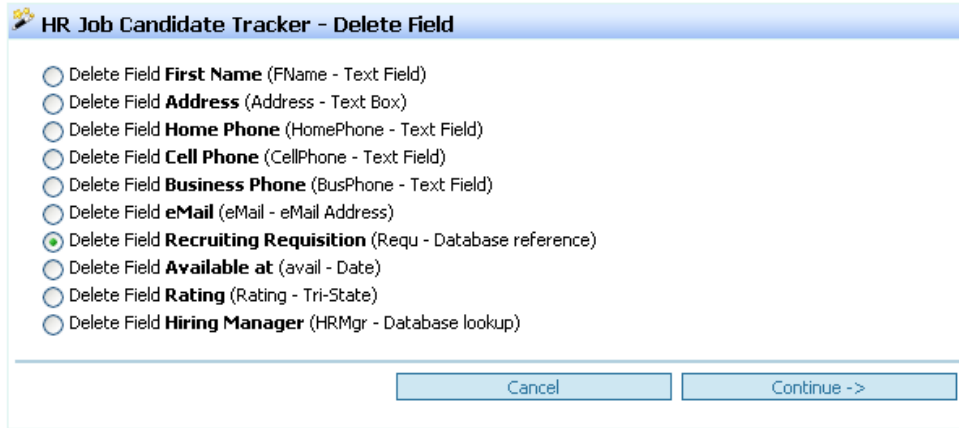 HR Job Candidate Tracker - Delete Field
Delete Field First Name (FName - Text Field)
Delete Field Address (Address - Text Box)
Delete Field Home Phone (HomePhone - Text Field)
Delete Field Cell Phone (CellPhone - Text Field)
Delete Field Business Phone (BusPhone - Text Field)
Delete Field eMail (eMail - eMail Address)
Delete Field Recruiting Requisition (Requ - Database reference)
Delete Field Available at (avail - Date)
Delete Field Rating (Rating - Tri-State)
Delete Field Hiring Manager (HRMgr - Database lookup)
Cancel Continue ->